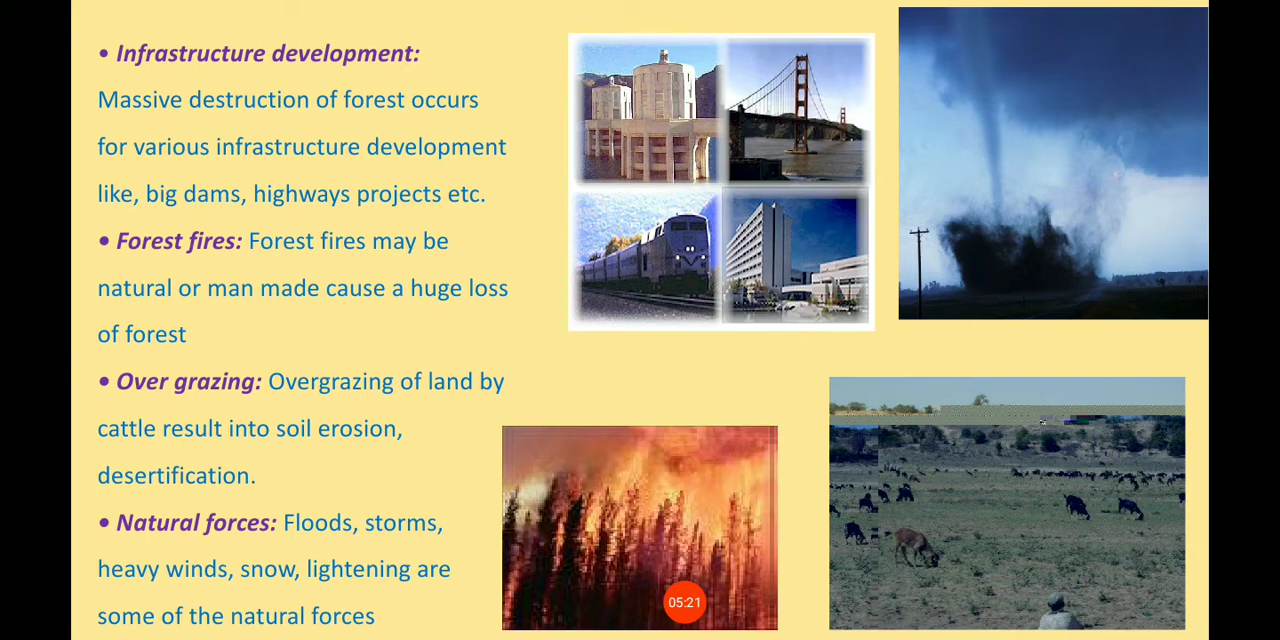 • Infrastructure development:
Massive destruction of forest occurs
for various infrastructure development
like, big dams, highways projects etc.
• Forest fires: Forest fires may be
natural or man made cause a huge loss
of forest
• Over grazing: Overgrazing of land by
cattle result into soil erosion,
desertification.
• Natural forces: Floods, storms,
heavy winds, snow, lightening are
some of the natural forces
05:21